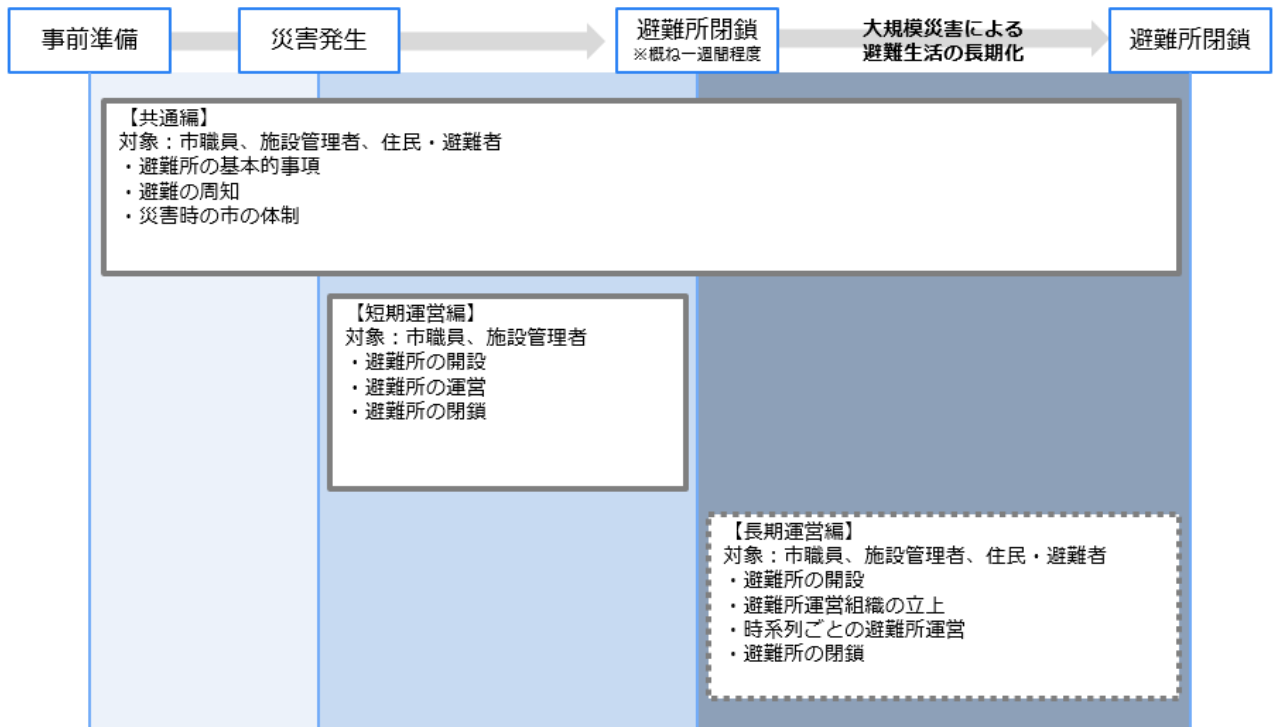 事前準備
災害発生
避難所閉鎖
※概ね一週間程度
大規模災害による
避難生活の長期化
避難所閉鎖
【共通編】
対象：市職員、施設管理者、住民・避難者
・避難所の基本的事項
・避難の周知
・災害時の市の体制
【短期運営編】
対象：市職員、施設管理者
・避難所の開設
・避難所の運営
・避難所の閉鎖
【長期運営編】
対象：市職員、施設管理者、住民・避難者
・避難所の開設
・避難所運営組織の立上
・時系列ごとの避難所運営
・避難所の閉鎖